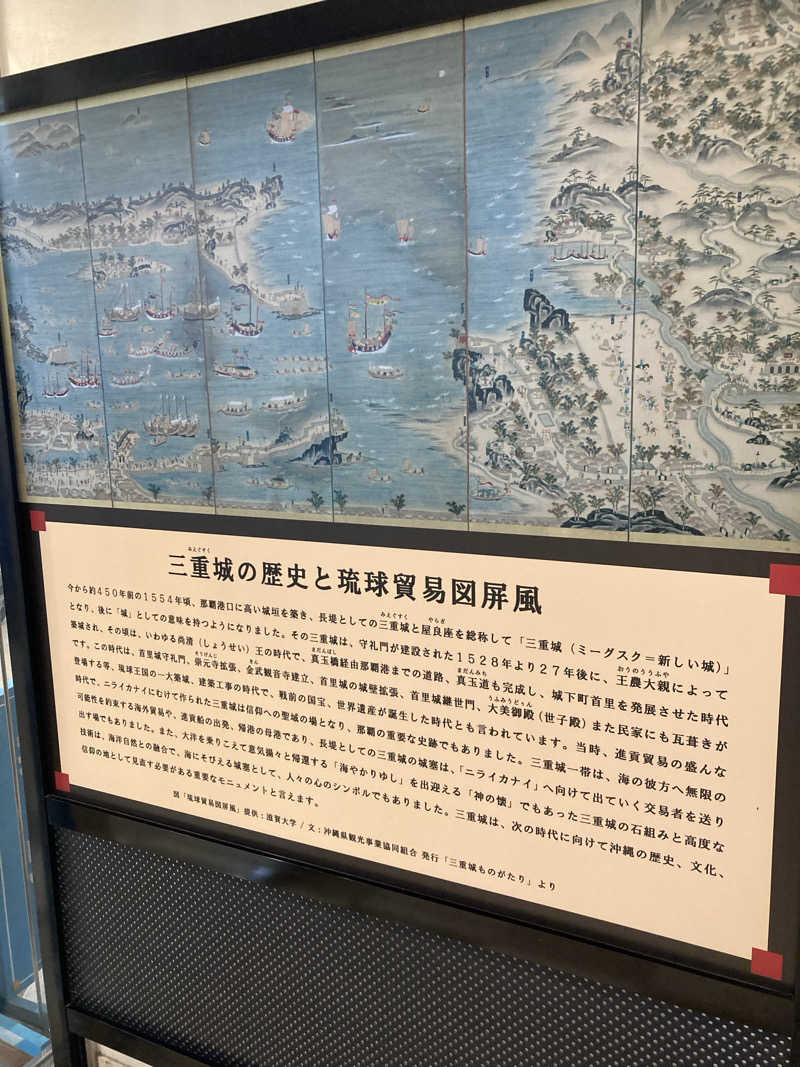 みえぐすく
三重城の歴史と琉球貿易図屏風
今から約450年前の1554年頃、那覇港口に高い城垣を築き、長堤としての三重城と屋良座を総称して「三重城(ミーグスク=新しい城)」
となり、後に「城」としての意味を持つようになりました。その三重城は、守礼門が建設された1528年より27年後に、王農大親によって
築城され、その頃は、いわゆる尚清(しょうせい)王の時代で、真玉橋経由那覇港までの道路、真玉道も完成し、城下町首里を発展させた時代
です。この時代は、首里城守礼門、崇元寺拡張、金武観音寺建立、首里城の城壁拡張、首里城継世門、大美御殿(世子殿)また民家にも瓦葺きが
登場する等、琉球王国の一大築城、建築工事の時代で、戦前の国宝、世界遺産が誕生した時代とも言われています。当時、進貢貿易の盛んな
時代で、ニライカナイにむけて作られた三重城は信仰への聖域の場となり、那覇の重要な史跡でもありました。三重城一帯は、海の彼方へ無限の
可能性を約束する海外貿易や、進貢船の出発、帰港の母港であり、長堤としての三重城の城塞は、「ニライカナイ」へ向けて出ていく交易者を送り
出す場でもありました。また、大洋を乗りこえて意気揚々と帰還する「海やかりゆし」を出迎える「神の懐」でもあった三重城の石組みと高度な
技術は、海洋自然との融合で、海にそびえる城塞として、人々の心のシンボルでもありました。三重城は、次の時代に向けて沖縄の歴史、文化、
信仰の地として見直す必要がある重要なモニュメントと言えます。
図「琉球貿易図屏風」提供:滋賀大学 / 文:沖縄県観光事業協同組合 発行「三重城ものがたり」より